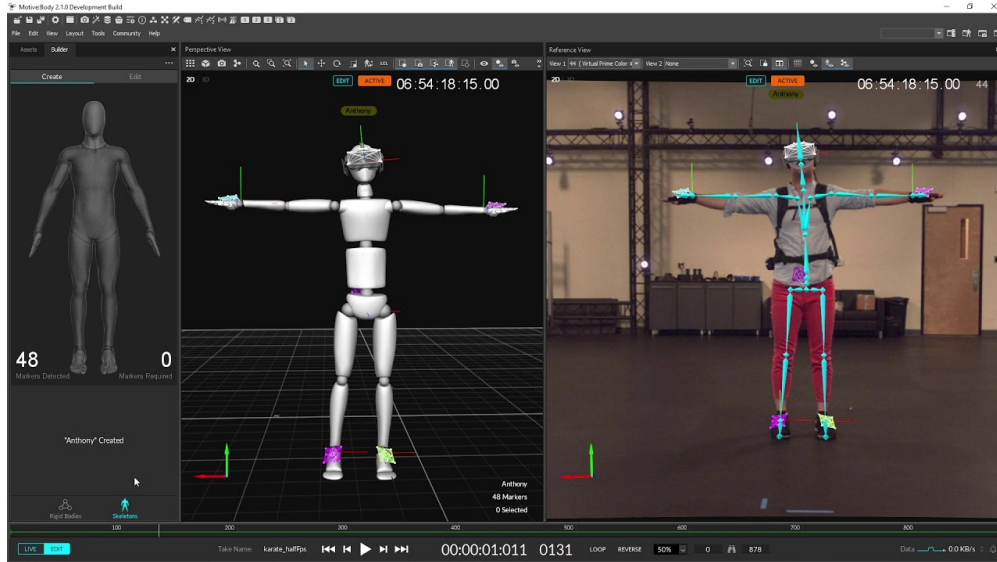 Motive:Body 2.1.0 Development Build
File Edit View Layout Tools Community Help
Assets Builder
Create Edit
48
Markers Detected
0
Markers Required
"Anthony" Created
Rigid Bodies
Skeletons
Perspective View
2D 3D
EDIT ACTIVE
06:54:18:15.00
Anthony
Anthony
48 Markers
0 Selected
Reference View
View 1
View 2 None
2D
EDIT ACTIVE
06:54:18:15.00
44
Anthony
100 200 300 400 500 600 700 800
LIVE EDIT
Take Name: karate_halfFps
00:00:01:011 0131
LOOP REVERSE 50% 0 878
Data 0.0 KB/s